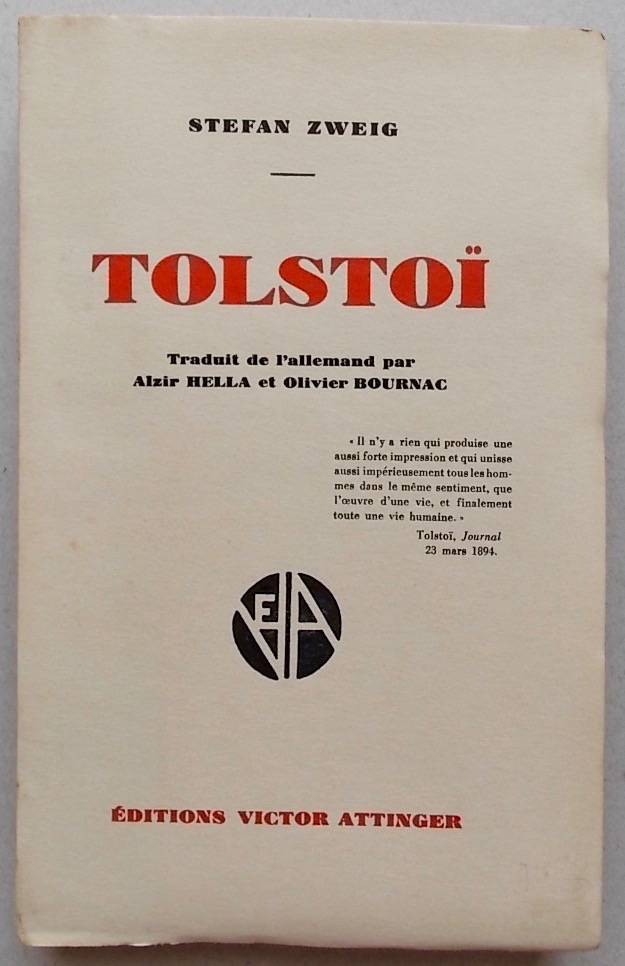 STEFAN ZWEIG
TOLSTOÏ
Traduit de l'allemand par
Alzir HELLA et Olivier BOURNAC
« Il n'y a rien qui produise une
aussi forte impression et qui unisse
aussi impérieusement tous les hom-
mes dans le même sentiment, que
l'œuvre d'une vie, et finalement
toute une vie humaine. »
Tolstoï, Journal
23 mars 1894.
EVA
ÉDITIONS VICTOR ATTINGER